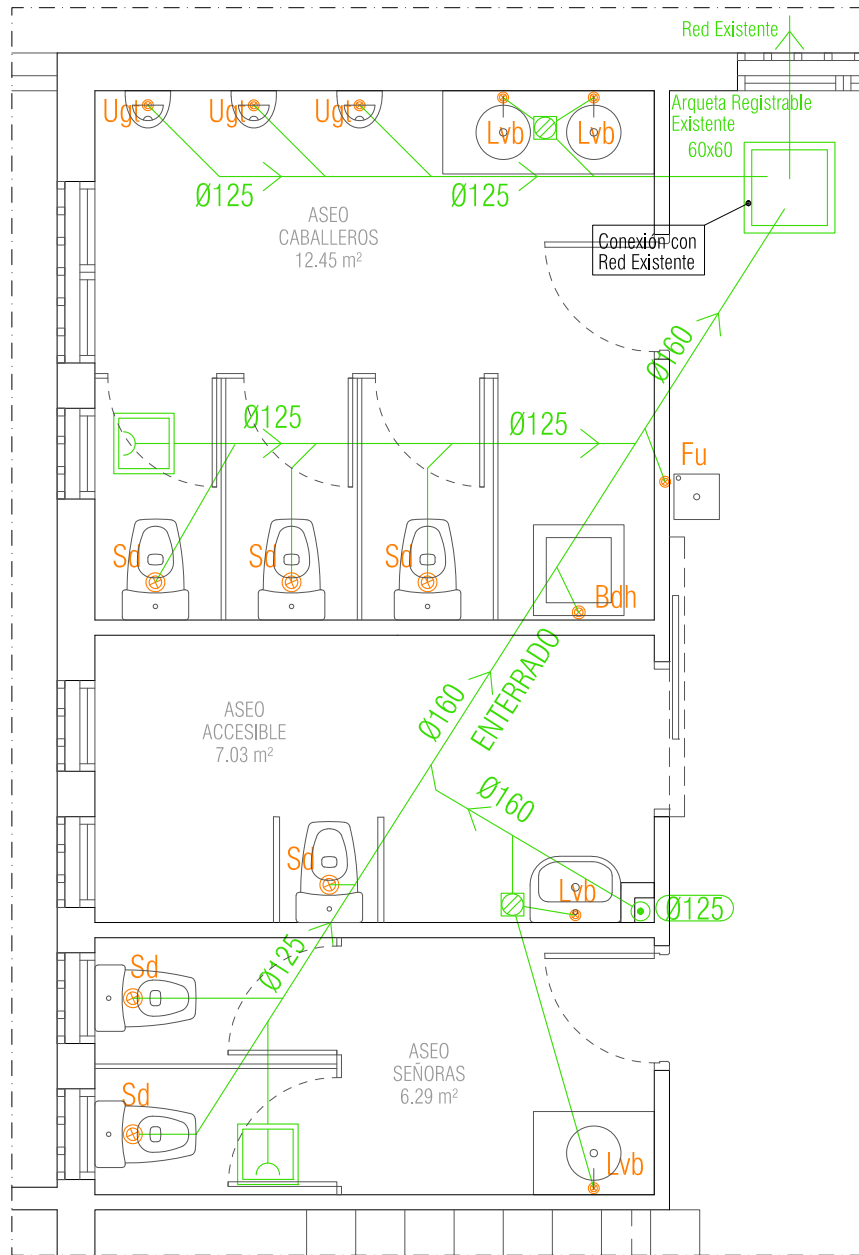 Red Existente
Ugt
Ugt
Ugt
Lvb
Lvb
Arqueta Registrable
Existente
60x60
Ø125
Ø125
ASEO
CABALLEROS
12.45 m²
Conexión con
Red Existente
Ø160
Ø125
Ø125
Fu
Sd
Sd
Sd
Bdh
ENTERRADO
Ø160
ASEO
ACCESIBLE
7.03 m²
Ø160
Sd
Lvb
Ø125
Ø125
Sd
ASEO
SEÑORAS
6.29 m²
Sd
Lvb